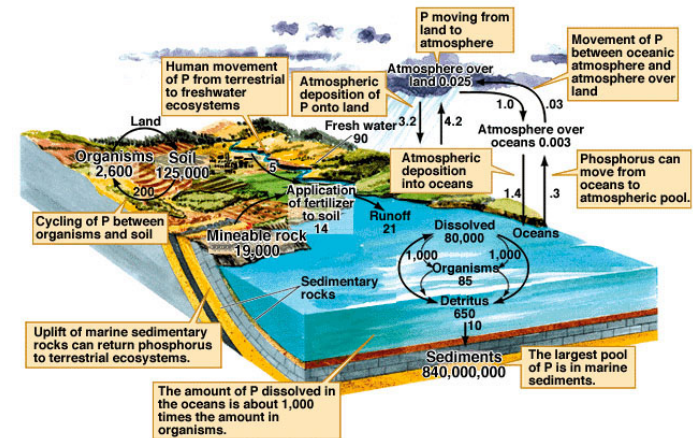 P moving from
land to
atmosphere
Movement of P
between oceanic
atmosphere and
atmosphere over
land
Human movement
of P from terrestrial
to freshwater
ecosystems
Atmospheric
deposition of
P onto land
Atmosphere over
land 0.025
1.0
.03
Land
Fresh water
90
3.2
4.2
Atmosphere over
oceans 0.003
Organisms
2,600
Soil
125,000
200
5
Atmospheric
deposition
into oceans
Phosphorus can
move from
oceans to
atmospheric pool.
1.4
.3
Application
of fertilizer
to soil
14
Runoff
21
Cycling of P between
organisms and soil
Mineable rock
19,000
Dissolved
80,000
Oceans
1,000
1,000
Organisms
85
Sedimentary
rocks
Detritus
650
10
Uplift of marine sedimentary
rocks can return phosphorus
to terrestrial ecosystems.
Sediments
840,000,000
The largest pool
of P is in marine
sediments.
The amount of P dissolved in
the oceans is about 1,000
times the amount in
organisms.